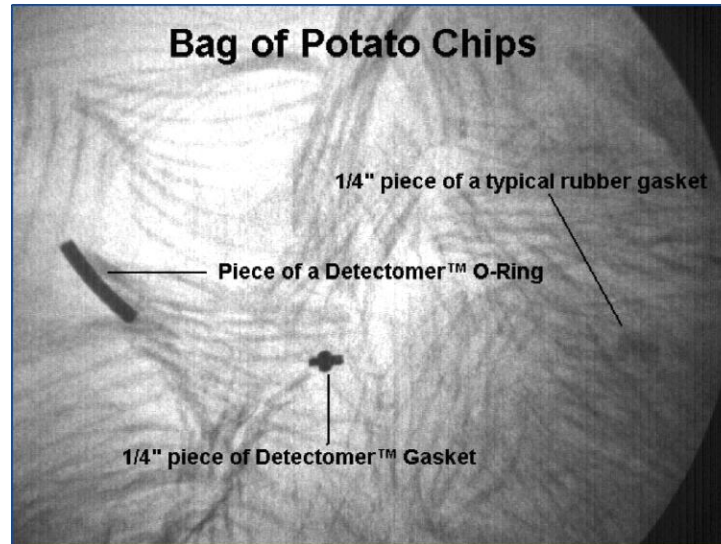 Bag of Potato Chips
1/4" piece of a typical rubber gasket
Piece of a Detectomer™ O-Ring
1/4" piece of Detectomer™ Gasket